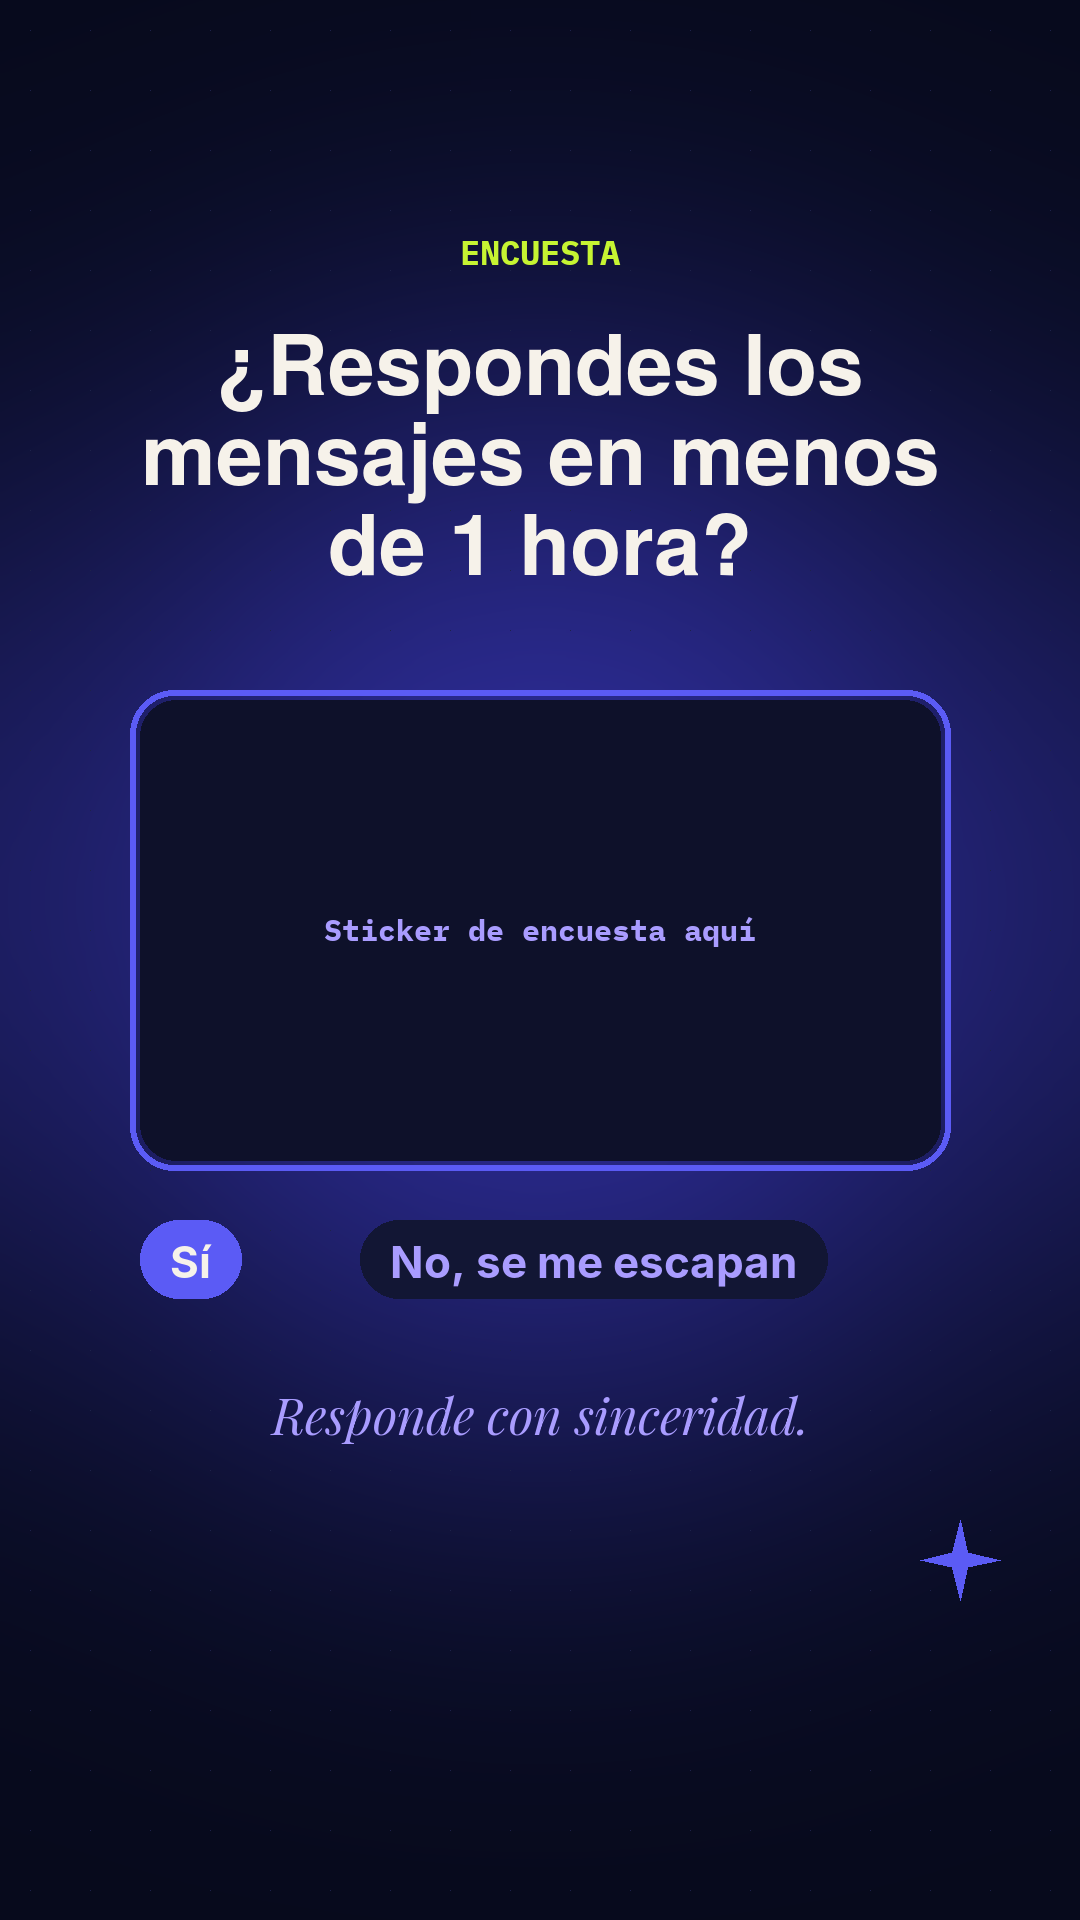 ENCUESTA
¿Respondes los
mensajes en menos
de 1 hora?
Sticker de encuesta aquí
Sí
No, se me escapan
Responde con sinceridad.